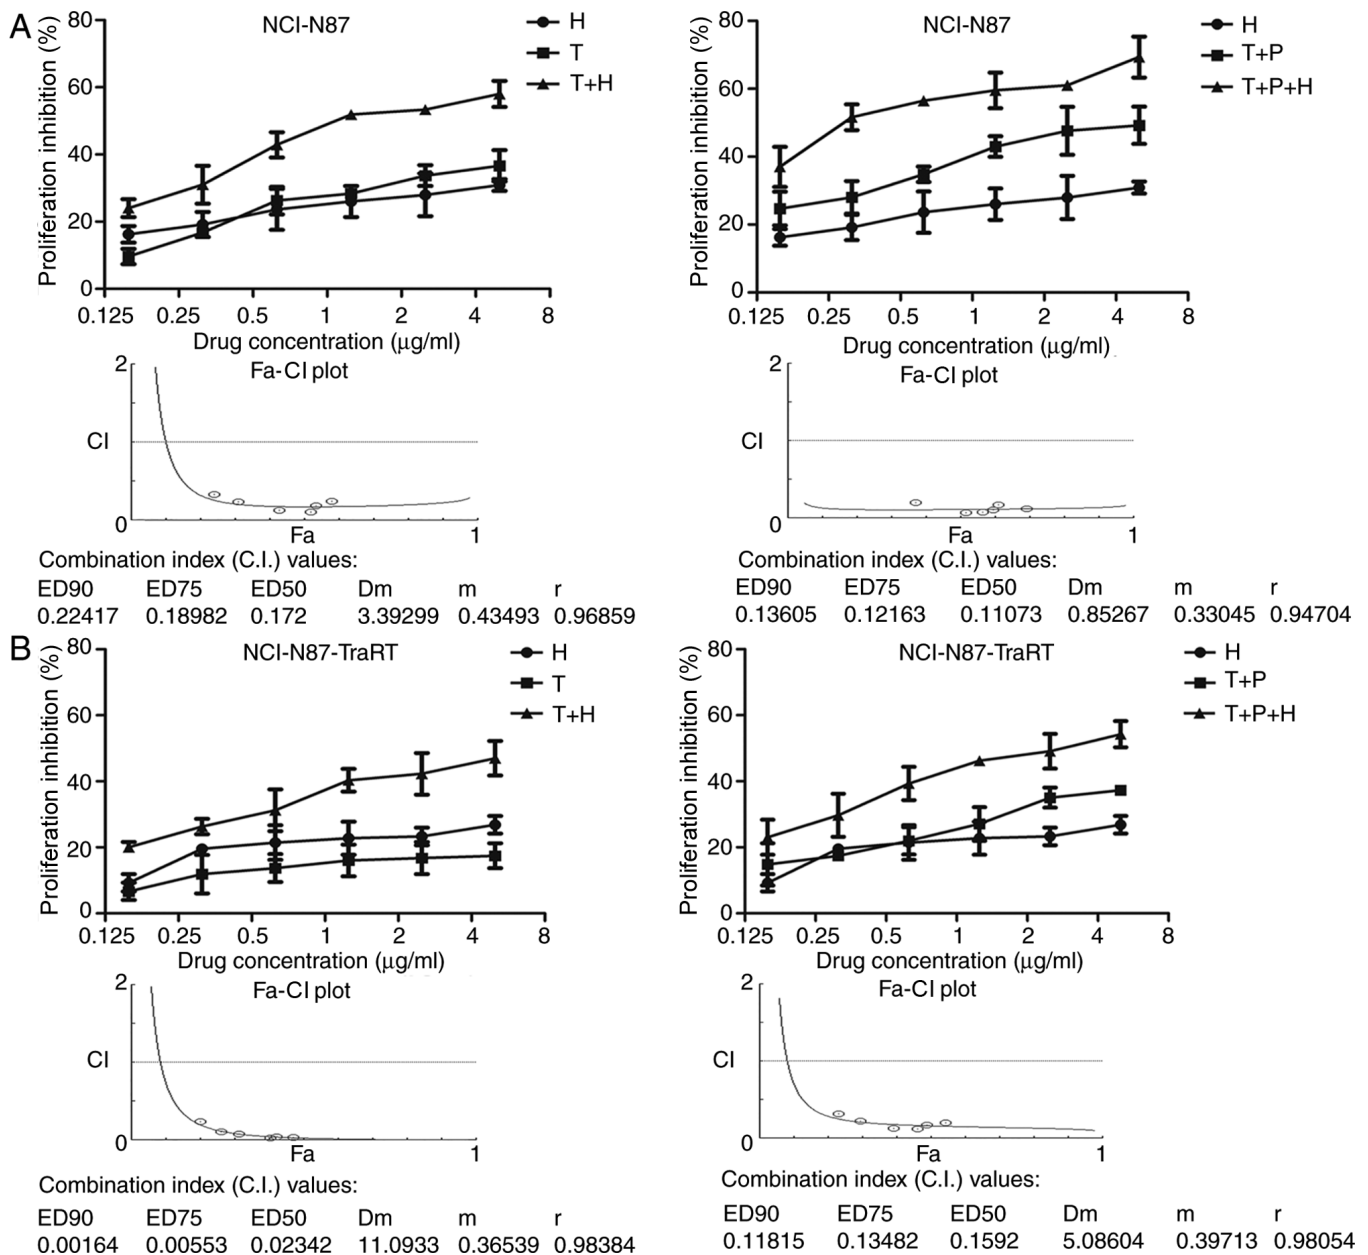 A
NCI-N87
H
T
T+H
Proliferation inhibition (%)
80
60
40
20
0
0.125 0.25 0.5 1 2 4 8
Drug concentration (μg/ml)
Fa-CI plot
2
CI
0
Fa
1
Combination index (C.I.) values:
ED90 ED75 ED50 Dm m r
0.22417 0.18982 0.172 3.39299 0.43493 0.96859
NCI-N87
H
T+P
T+P+H
Proliferation inhibition (%)
80
60
40
20
0
0.125 0.25 0.5 1 2 4 8
Drug concentration (μg/ml)
Fa-CI plot
2
CI
0
Fa
1
Combination index (C.I.) values:
ED90 ED75 ED50 Dm m r
0.13605 0.12163 0.11073 0.85267 0.33045 0.94704
B
NCI-N87-TraRT
H
T
T+H
Proliferation inhibition (%)
80
60
40
20
0
0.125 0.25 0.5 1 2 4 8
Drug concentration (μg/ml)
Fa-CI plot
2
CI
0
Fa
1
Combination index (C.I.) values:
ED90 ED75 ED50 Dm m r
0.00164 0.00553 0.02342 11.0933 0.36539 0.98384
NCI-N87-TraRT
H
T+P
T+P+H
Proliferation inhibition (%)
80
60
40
20
0
0.125 0.25 0.5 1 2 4 8
Drug concentration (μg/ml)
Fa-CI plot
2
CI
0
Fa
1
Combination index (C.I.) values:
ED90 ED75 ED50 Dm m r
0.11815 0.13482 0.1592 5.08604 0.39713 0.98054